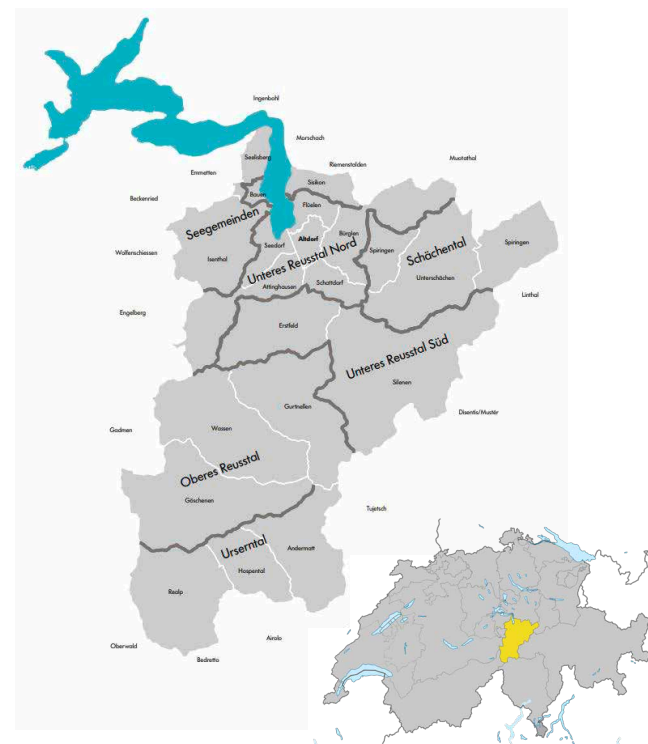 Ingenbohl
Morschach
Seelisberg
Riemenstalden
Muotathal
Emmetten
Sisikon
Bauen
Beckenried
Flüelen
Seegemeinden
Altdorf
Bürglen
Seedorf
Spiringen
Schächental
Spiringen
Wolfenschiessen
Isenthal
Unteres Reusstal Nord
Unterschächen
Attinghausen
Schattdorf
Linthal
Engelberg
Erstfeld
Unteres Reusstal Süd
Silenen
Gurtnellen
Disentis/Mustér
Gadmen
Wassen
Oberes Reusstal
Göschenen
Tujetsch
Urserntal
Andermatt
Hospental
Realp
Airolo
Oberwald
Bedretto